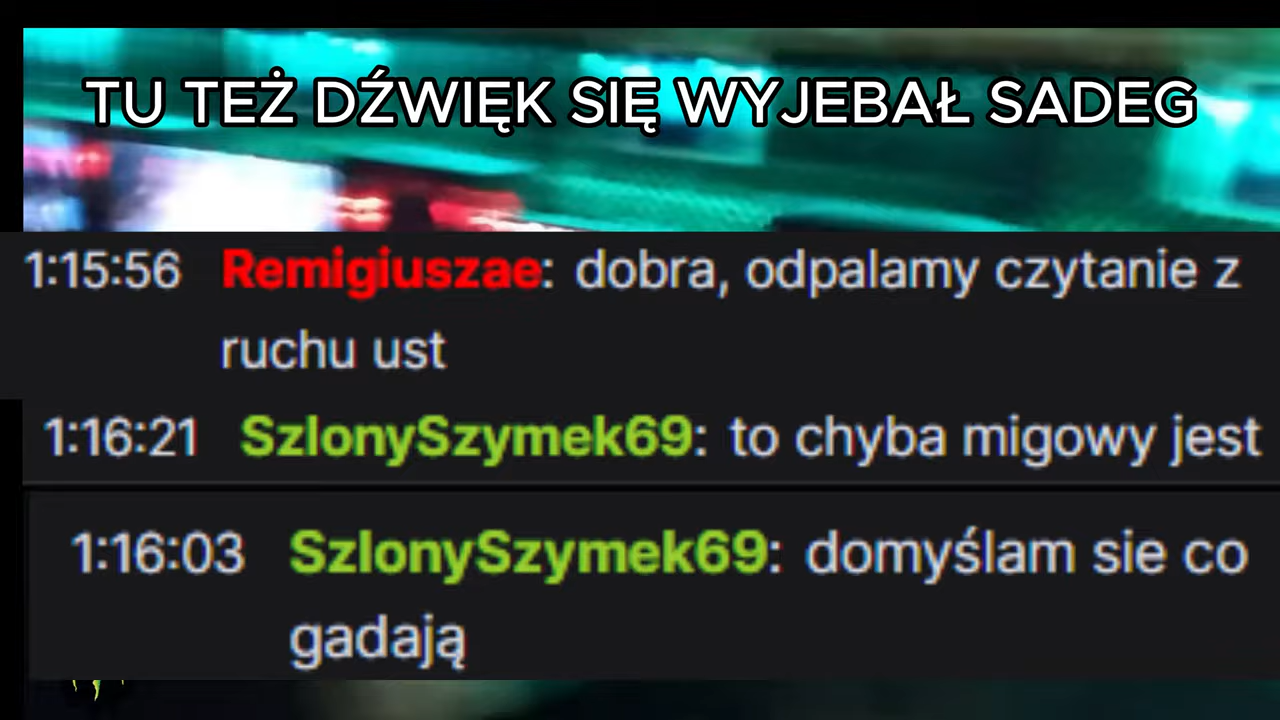 TU TEŻ DŹWIĘK SIĘ WYJEBAŁ SADEG
1:15:56 Remigiuszae: dobra, odpalamy czytanie z
ruchu ust
1:16:21 SzlonySzymek69: to chyba migowy jest
1:16:03 SzlonySzymek69: domyślam sie co
gadają